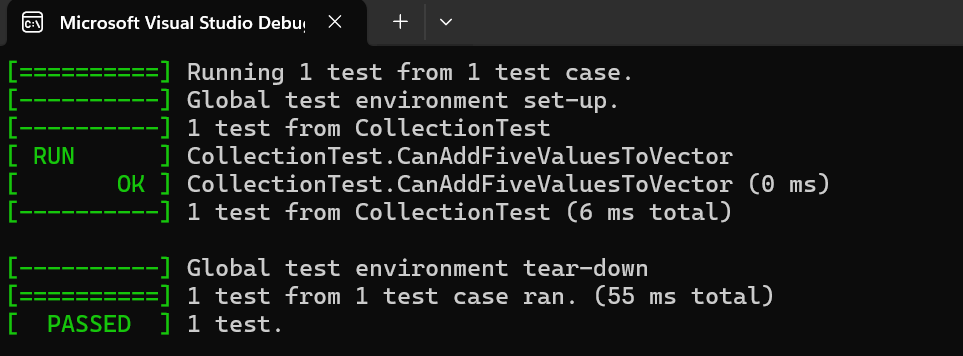 Microsoft Visual Studio Debu
[==========] Running 1 test from 1 test case.
[----------] Global test environment set-up.
[----------] 1 test from CollectionTest
[ RUN      ] CollectionTest.CanAddFiveValuesToVector
[       OK ] CollectionTest.CanAddFiveValuesToVector (0 ms)
[----------] 1 test from CollectionTest (6 ms total)
[----------] Global test environment tear-down
[==========] 1 test from 1 test case ran. (55 ms total)
[  PASSED  ] 1 test.